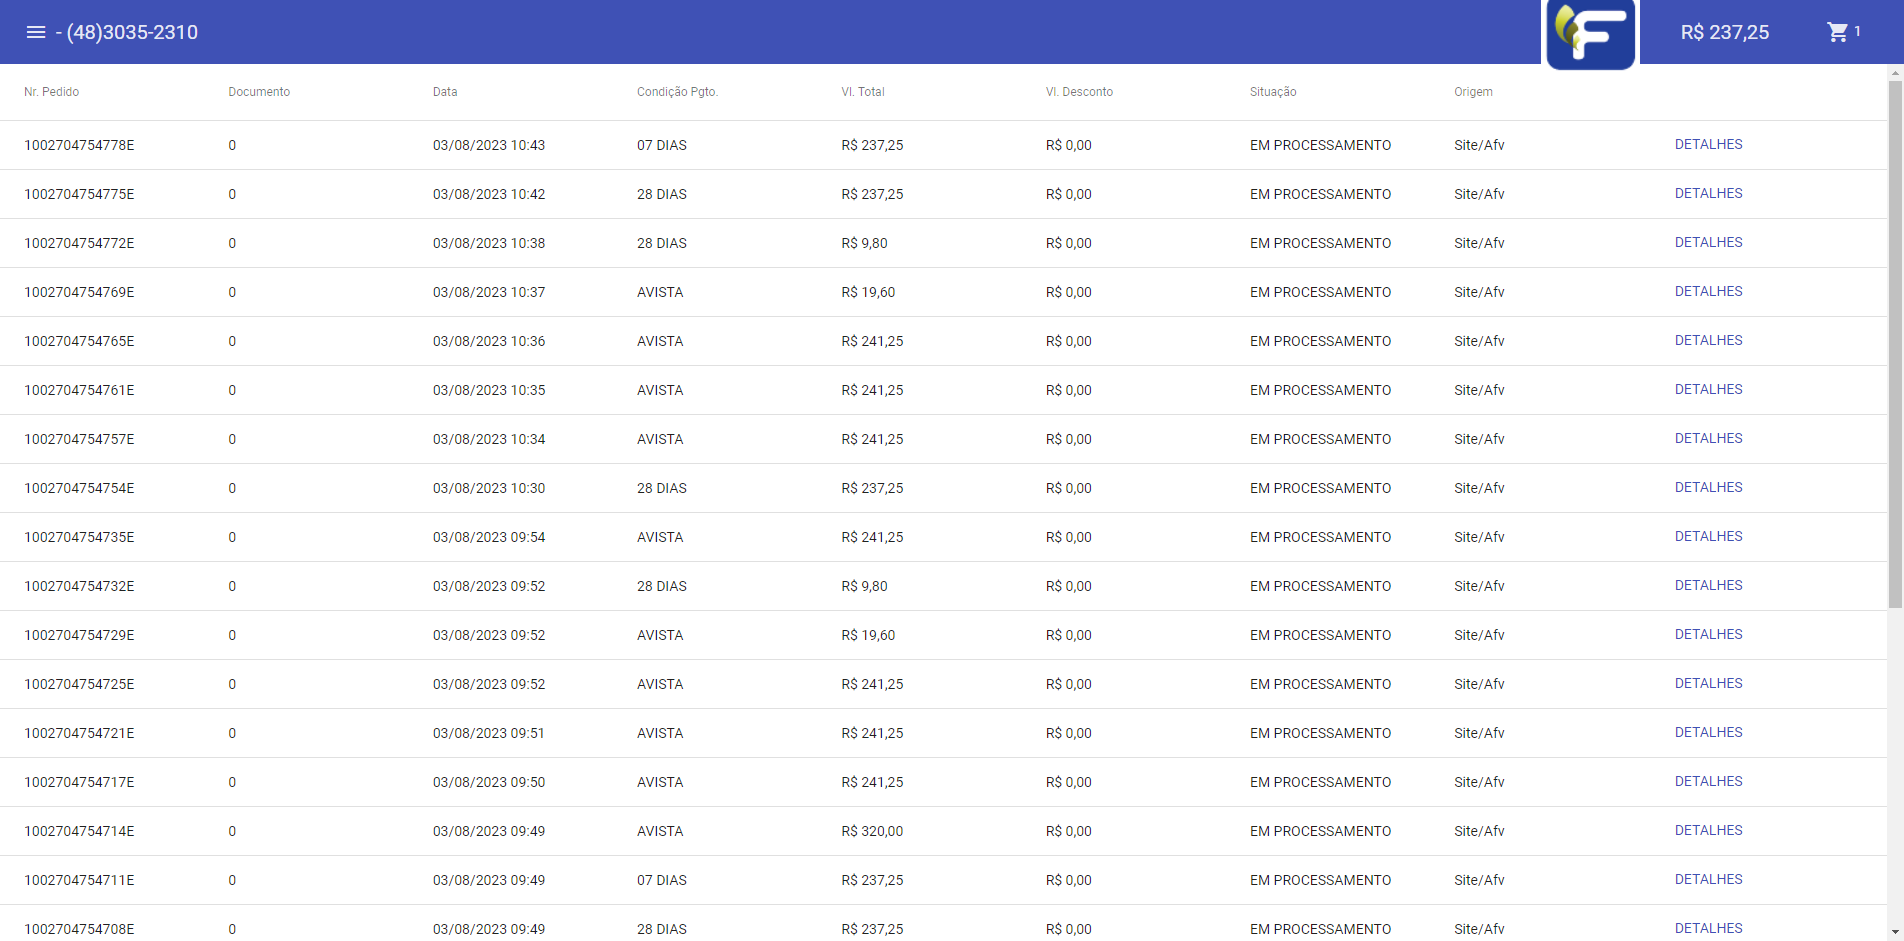 - (48)3035-2310 F R$ 237,25 1
Nr. Pedido Documento Data Condição Pgto. Vl. Total Vl. Desconto Situação Origem
1002704754778E 0 03/08/2023 10:43 07 DIAS R$ 237,25 R$ 0,00 EM PROCESSAMENTO Site/Afv DETALHES
1002704754775E 0 03/08/2023 10:42 28 DIAS R$ 237,25 R$ 0,00 EM PROCESSAMENTO Site/Afv DETALHES
1002704754772E 0 03/08/2023 10:38 28 DIAS R$ 9,80 R$ 0,00 EM PROCESSAMENTO Site/Afv DETALHES
1002704754769E 0 03/08/2023 10:37 AVISTA R$ 19,60 R$ 0,00 EM PROCESSAMENTO Site/Afv DETALHES
1002704754765E 0 03/08/2023 10:36 AVISTA R$ 241,25 R$ 0,00 EM PROCESSAMENTO Site/Afv DETALHES
1002704754761E 0 03/08/2023 10:35 AVISTA R$ 241,25 R$ 0,00 EM PROCESSAMENTO Site/Afv DETALHES
1002704754757E 0 03/08/2023 10:34 AVISTA R$ 241,25 R$ 0,00 EM PROCESSAMENTO Site/Afv DETALHES
1002704754754E 0 03/08/2023 10:30 28 DIAS R$ 237,25 R$ 0,00 EM PROCESSAMENTO Site/Afv DETALHES
1002704754735E 0 03/08/2023 09:54 AVISTA R$ 241,25 R$ 0,00 EM PROCESSAMENTO Site/Afv DETALHES
1002704754732E 0 03/08/2023 09:52 28 DIAS R$ 9,80 R$ 0,00 EM PROCESSAMENTO Site/Afv DETALHES
1002704754729E 0 03/08/2023 09:52 AVISTA R$ 19,60 R$ 0,00 EM PROCESSAMENTO Site/Afv DETALHES
1002704754725E 0 03/08/2023 09:52 AVISTA R$ 241,25 R$ 0,00 EM PROCESSAMENTO Site/Afv DETALHES
1002704754721E 0 03/08/2023 09:51 AVISTA R$ 241,25 R$ 0,00 EM PROCESSAMENTO Site/Afv DETALHES
1002704754717E 0 03/08/2023 09:50 AVISTA R$ 241,25 R$ 0,00 EM PROCESSAMENTO Site/Afv DETALHES
1002704754714E 0 03/08/2023 09:49 AVISTA R$ 320,00 R$ 0,00 EM PROCESSAMENTO Site/Afv DETALHES
1002704754711E 0 03/08/2023 09:49 07 DIAS R$ 237,25 R$ 0,00 EM PROCESSAMENTO Site/Afv DETALHES
1002704754708E 0 03/08/2023 09:49 28 DIAS R$ 237,25 R$ 0,00 EM PROCESSAMENTO Site/Afv DETALHES